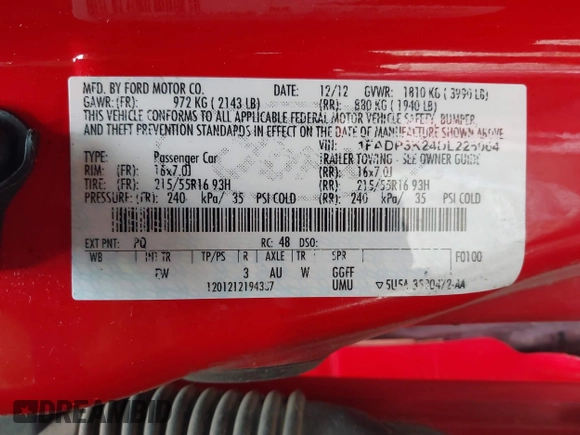 MFD. BY FORD MOTOR CO. DATE: 12/12 GVWR: 1810 KG (3990 LB)
GAWR: (FR): 972 KG (2143 LB) (RR): 880 KG (1940 LB)
THIS VEHICLE CONFORMS TO ALL APPLICABLE FEDERAL MOTOR VEHICLE SAFETY, BUMPER,
AND THEFT PREVENTION STANDARDS IN EFFECT ON THE DATE OF MANUFACTURE SHOWN ABOVE.
VIN:
TYPE: Passenger Car TRAILER TOWING - SEE OWNER GUIDE
RIM: 16x7.0J 16x7.0J
TIRE: 215/55R16 93H 215/55R16 93H
PRESSURE: (FR) 240 kPa/ 35 PSI COLD (RR) 240 kPa/ 35 PSI COLD
EXT PNT: PQ RC: 48 DSO:
WB INT TR TP/PS R AXLE TR SPR F0100
3 AU W GGFF
UMU
DREAMBID